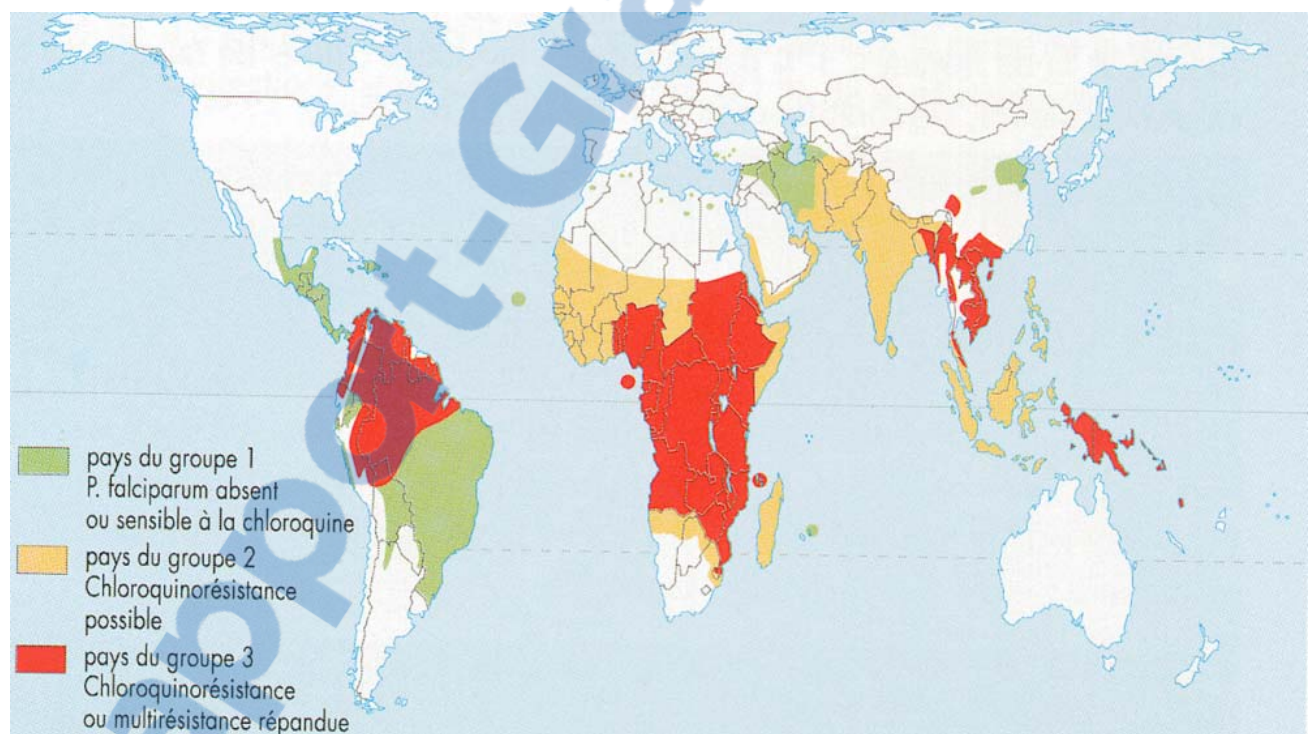 pays du groupe 1
P. falciparum absent
ou sensible à la chloroquine
pays du groupe 2
Chloroquinorésistance
possible
pays du groupe 3
Chloroquinorésistance
ou multirésistance répandue